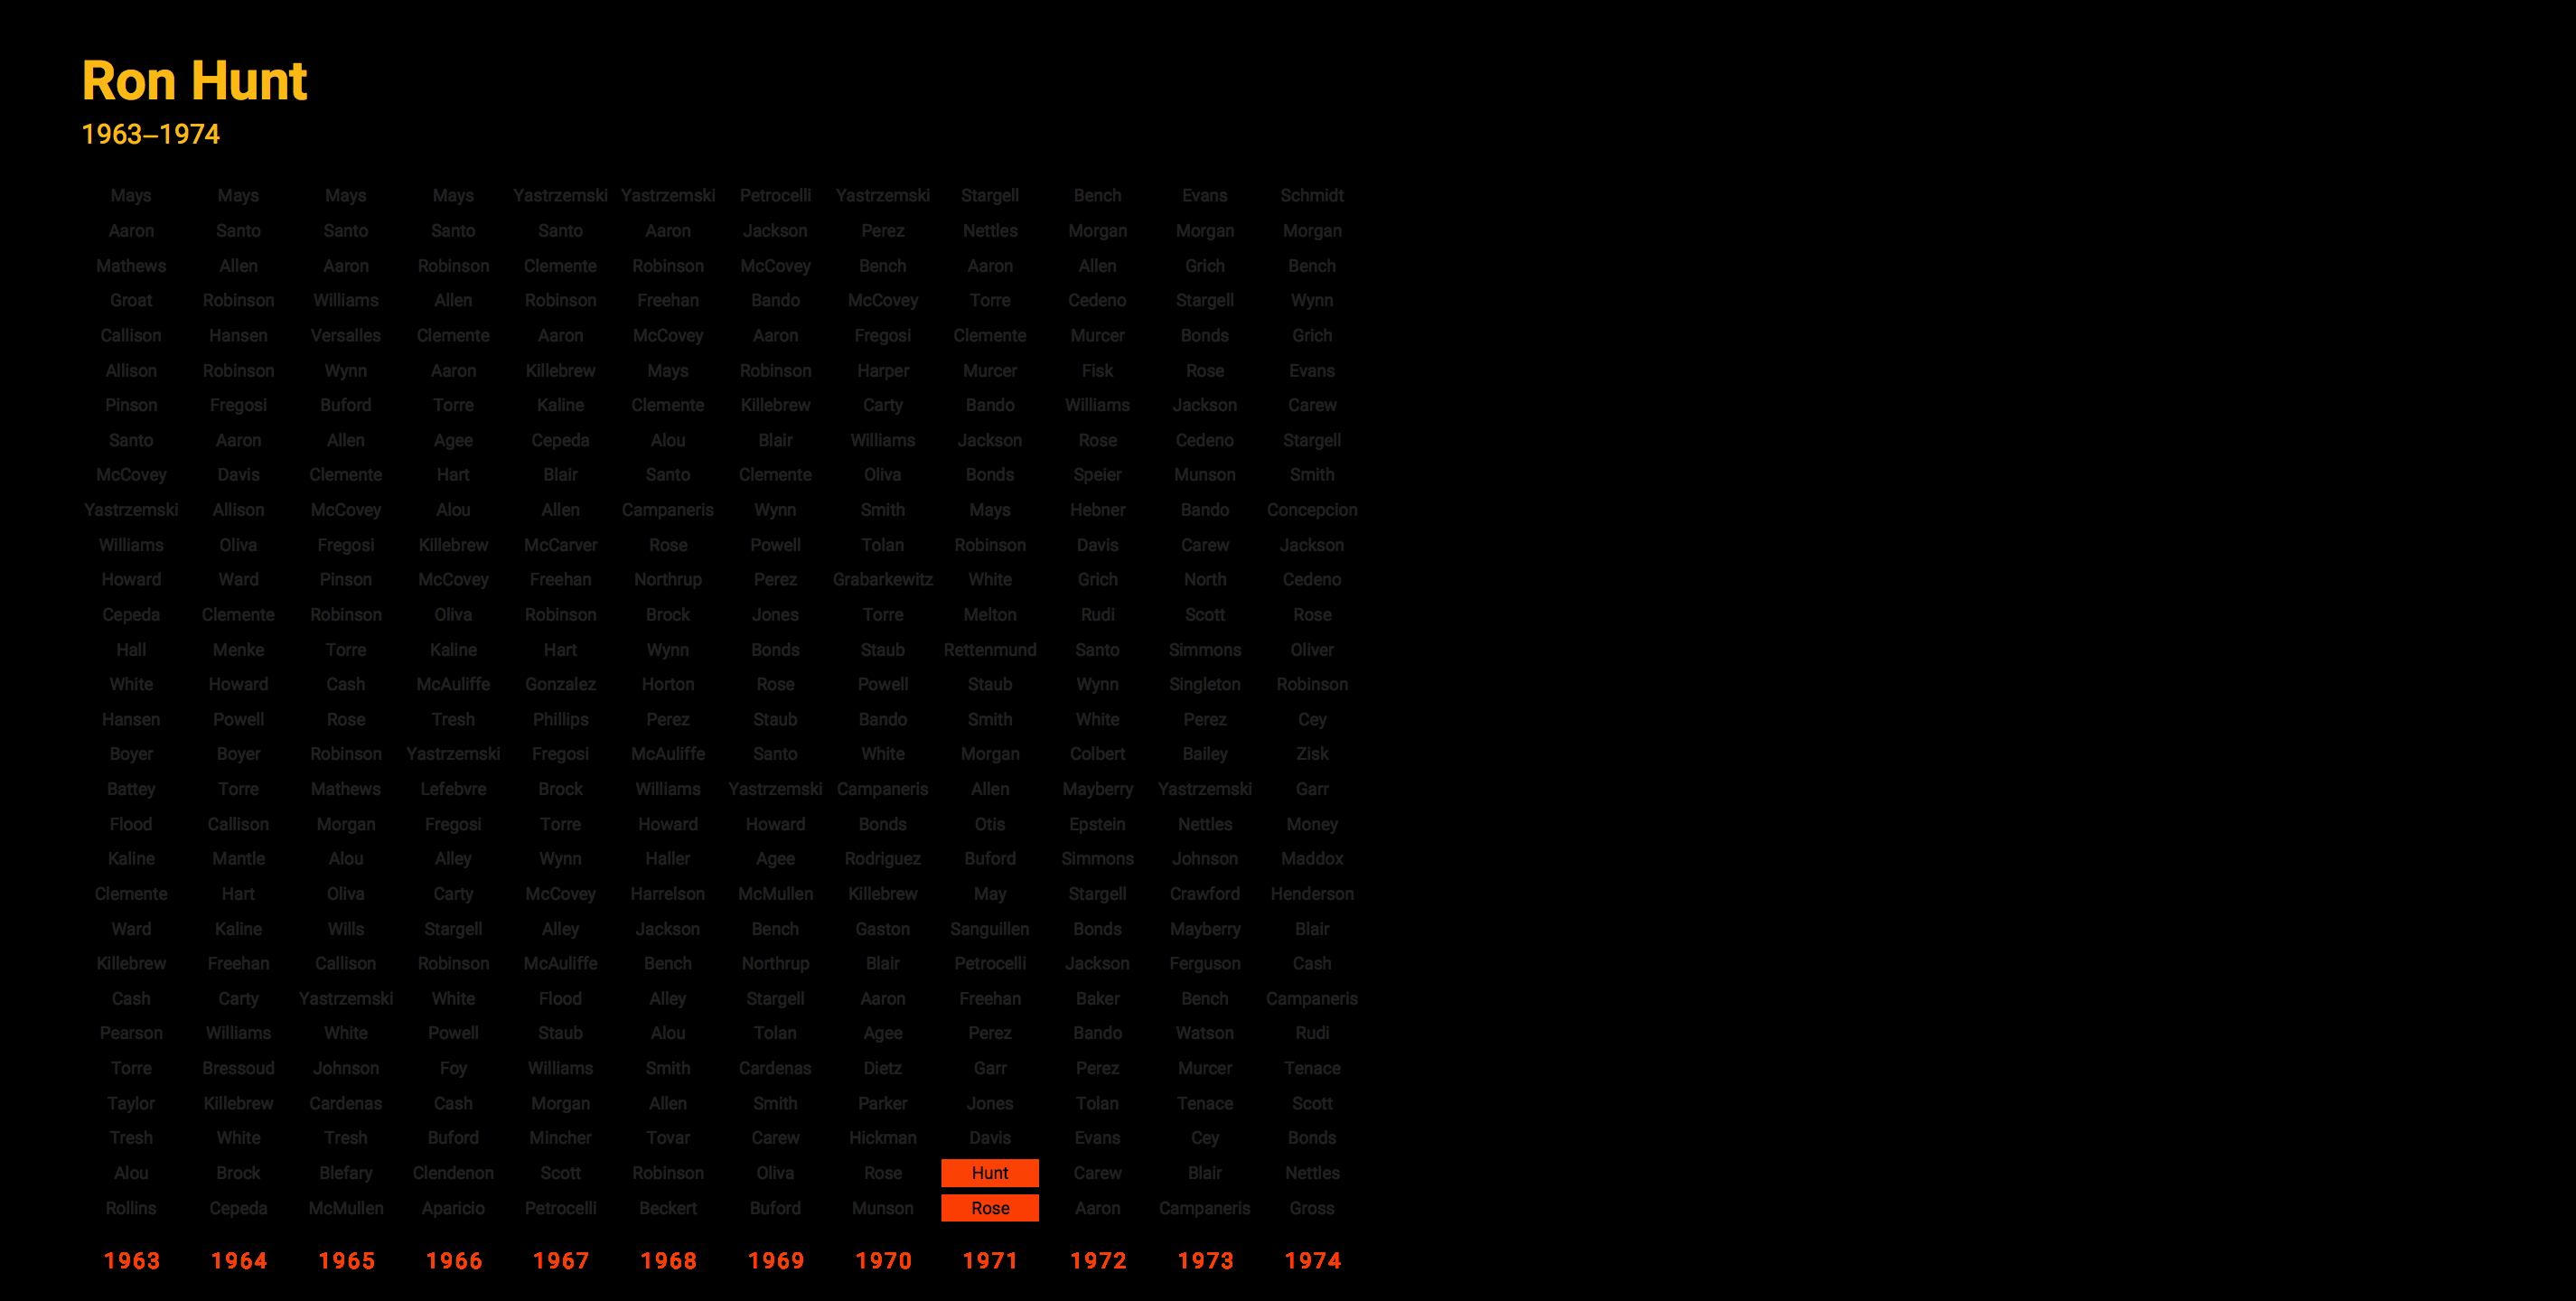 Ron Hunt
1963–1974
Mays Mays Mays Mays Yastrzemski Yastrzemski Petrocelli Yastrzemski Stargell Bench Evans Schmidt
Aaron Santo Santo Santo Santo Aaron Jackson Perez Nettles Morgan Morgan Morgan
Mathews Allen Aaron Robinson Clemente Robinson McCovey Bench Aaron Allen Grich Bench
Groat Robinson Williams Allen Robinson Freehan Bando McCovey Torre Cedeno Stargell Wynn
Callison Hansen Versalles Clemente Aaron McCovey Aaron Fregosi Clemente Murcer Bonds Grich
Allison Robinson Wynn Aaron Killebrew Mays Robinson Harper Murcer Fisk Rose Evans
Pinson Fregosi Buford Torre Kaline Clemente Killebrew Carty Bando Williams Jackson Carew
Santo Aaron Allen Agee Cepeda Alou Blair Williams Jackson Rose Cedeno Stargell
McCovey Davis Clemente Hart Blair Santo Clemente Oliva Bonds Speier Munson Smith
Yastrzemski Allison McCovey Alou Allen Campaneris Wynn Smith Mays Hebner Bando Concepcion
Williams Oliva Fregosi Killebrew McCarver Rose Powell Tolan Robinson Davis Carew Jackson
Howard Ward Pinson McCovey Freehan Northrup Perez Grabarkewitz White Grich North Cedeno
Cepeda Clemente Robinson Oliva Robinson Brock Jones Torre Melton Rudi Scott Rose
Hall Menke Torre Kaline Hart Wynn Bonds Staub Rettenmund Santo Simmons Oliver
White Howard Cash McAuliffe Gonzalez Horton Rose Powell Staub Wynn Singleton Robinson
Hansen Powell Rose Tresh Phillips Perez Staub Bando Smith White Perez Cey
Boyer Boyer Robinson Yastrzemski Fregosi McAuliffe Santo White Morgan Colbert Bailey Zisk
Battey Torre Mathews Lefebvre Brock Williams Yastrzemski Campaneris Allen Mayberry Yastrzemski Garr
Flood Callison Morgan Fregosi Torre Howard Howard Bonds Otis Epstein Nettles Money
Kaline Mantle Alou Alley Wynn Haller Agee Rodriguez Buford Simmons Johnson Maddox
Clemente Hart Oliva Carty McCovey Harrelson McMullen Killebrew May Stargell Crawford Henderson
Ward Kaline Wills Stargell Alley Jackson Bench Gaston Sanguillen Bonds Mayberry Blair
Killebrew Freehan Callison Robinson McAuliffe Bench Northrup Blair Petrocelli Jackson Ferguson Cash
Cash Carty Yastrzemski White Flood Alley Stargell Aaron Freehan Baker Bench Campaneris
Pearson Williams White Powell Staub Alou Tolan Agee Perez Bando Watson Rudi
Torre Bressoud Johnson Foy Williams Smith Cardenas Dietz Garr Perez Murcer Tenace
Taylor Killebrew Cardenas Cash Morgan Allen Smith Parker Jones Tolan Tenace Scott
Tresh White Tresh Buford Mincher Tovar Carew Hickman Davis Evans Cey Bonds
Alou Brock Blefary Clendenon Scott Robinson Oliva Rose Hunt Carew Blair Nettles
Rollins Cepeda McMullen Aparicio Petrocelli Beckert Buford Munson Rose Aaron Campaneris Gross
1963 1964 1965 1966 1967 1968 1969 1970 1971 1972 1973 1974